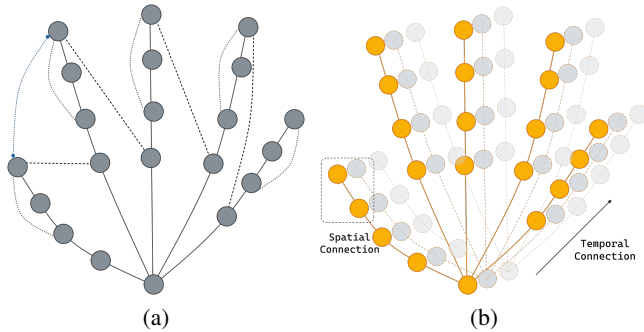 Spatial
Connection
Temporal
Connection
(a)
(b)